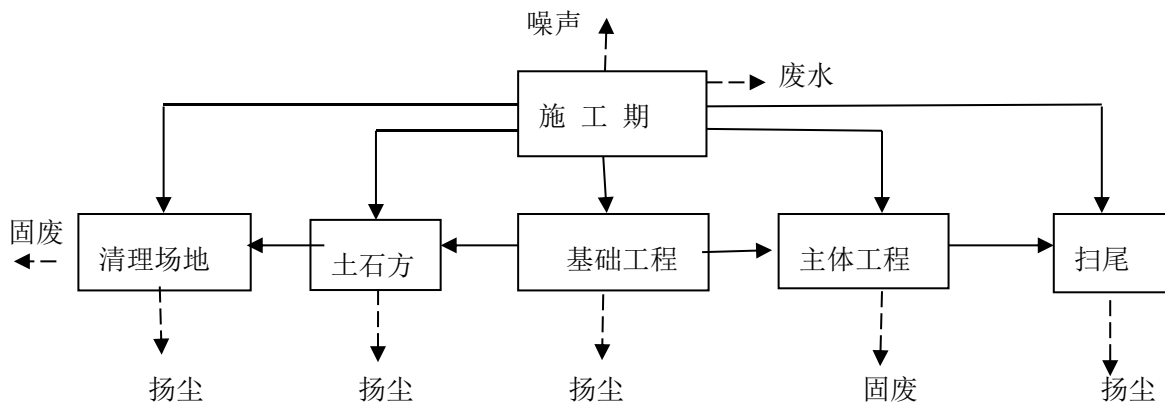 噪声
废水
施 工 期
固废
清理场地
土石方
基础工程
主体工程
扫尾
扬尘
扬尘
扬尘
固废
扬尘